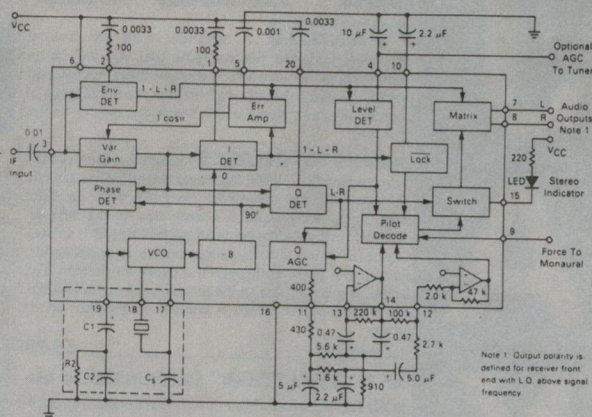 VCC
0.0033
0.0033
0.001
0.0033
10 µF
2.2 µF
100
100
Optional
AGC
To Tuner
6
2
1
5
20
4
10
Env
DET
1 - L - R
Err
Amp
Level
DET
Matrix
7
L
8
R
Audio
Outputs
Note 1
1 cos
0.01
3
IF
Input
Var
Gain
I
DET
1 - L - R
Lock
VCC
220
LED
Stereo
Indicator
15
0
Phase
DET
Q
DET
L-R
Switch
90°
VCO
8
Q
AGC
Pilot
Decode
9
Force To
Monaural
400
2.0 k
47 k
19
18
17
16
11
13
14
12
220 k
100 k
C1
430
0.47
0.47
5.6 k
2.7 k
R2
C2
5 µF
2.2 µF
1.6 k
910
5.0 µF
Note 1 Output polarity is
defined for receiver front
end with L.O. above signal
frequency